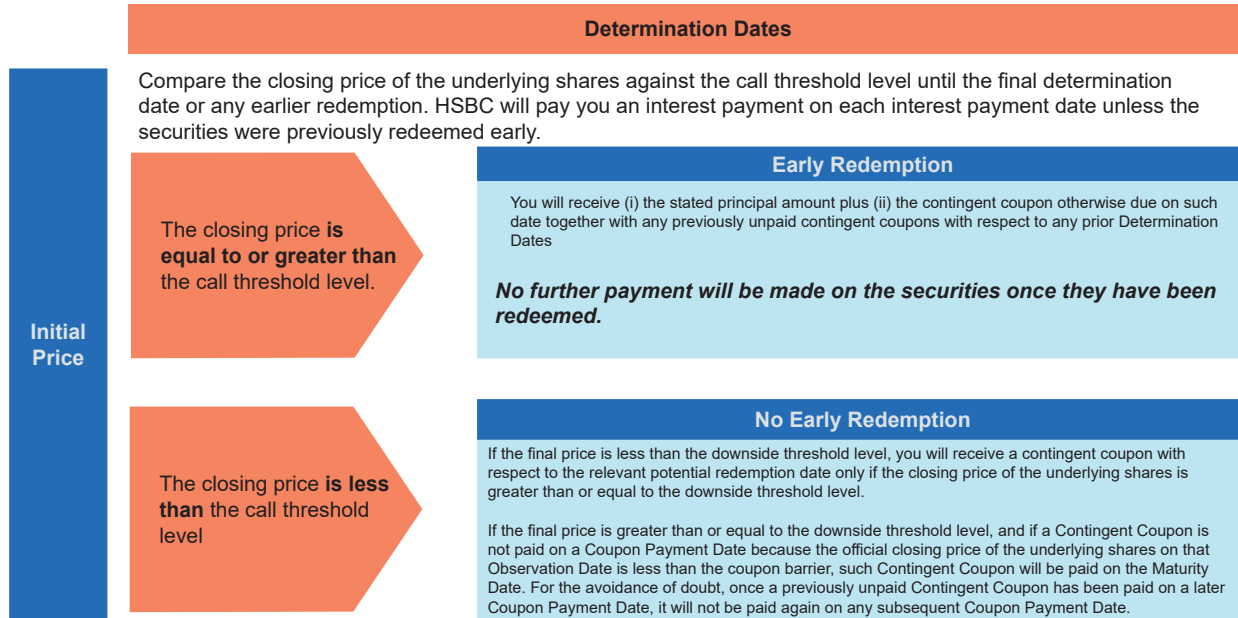 Determination Dates
Compare the closing price of the underlying shares against the call threshold level until the final determination
date or any earlier redemption. HSBC will pay you an interest payment on each interest payment date unless the
securities were previously redeemed early.
Initial
Price
The closing price is
equal to or greater than
the call threshold level.
Early Redemption
You will receive (i) the stated principal amount plus (ii) the contingent coupon otherwise due on such
date together with any previously unpaid contingent coupons with respect to any prior Determination
Dates
No further payment will be made on the securities once they have been
redeemed.
The closing price is less
than the call threshold
level
No Early Redemption
If the final price is less than the downside threshold level, you will receive a contingent coupon with
respect to the relevant potential redemption date only if the closing price of the underlying shares is
greater than or equal to the downside threshold level.
If the final price is greater than or equal to the downside threshold level, and if a Contingent Coupon is
not paid on a Coupon Payment Date because the official closing price of the underlying shares on that
Observation Date is less than the coupon barrier, such Contingent Coupon will be paid on the Maturity
Date. For the avoidance of doubt, once a previously unpaid Contingent Coupon has been paid on a later
Coupon Payment Date, it will not be paid again on any subsequent Coupon Payment Date.